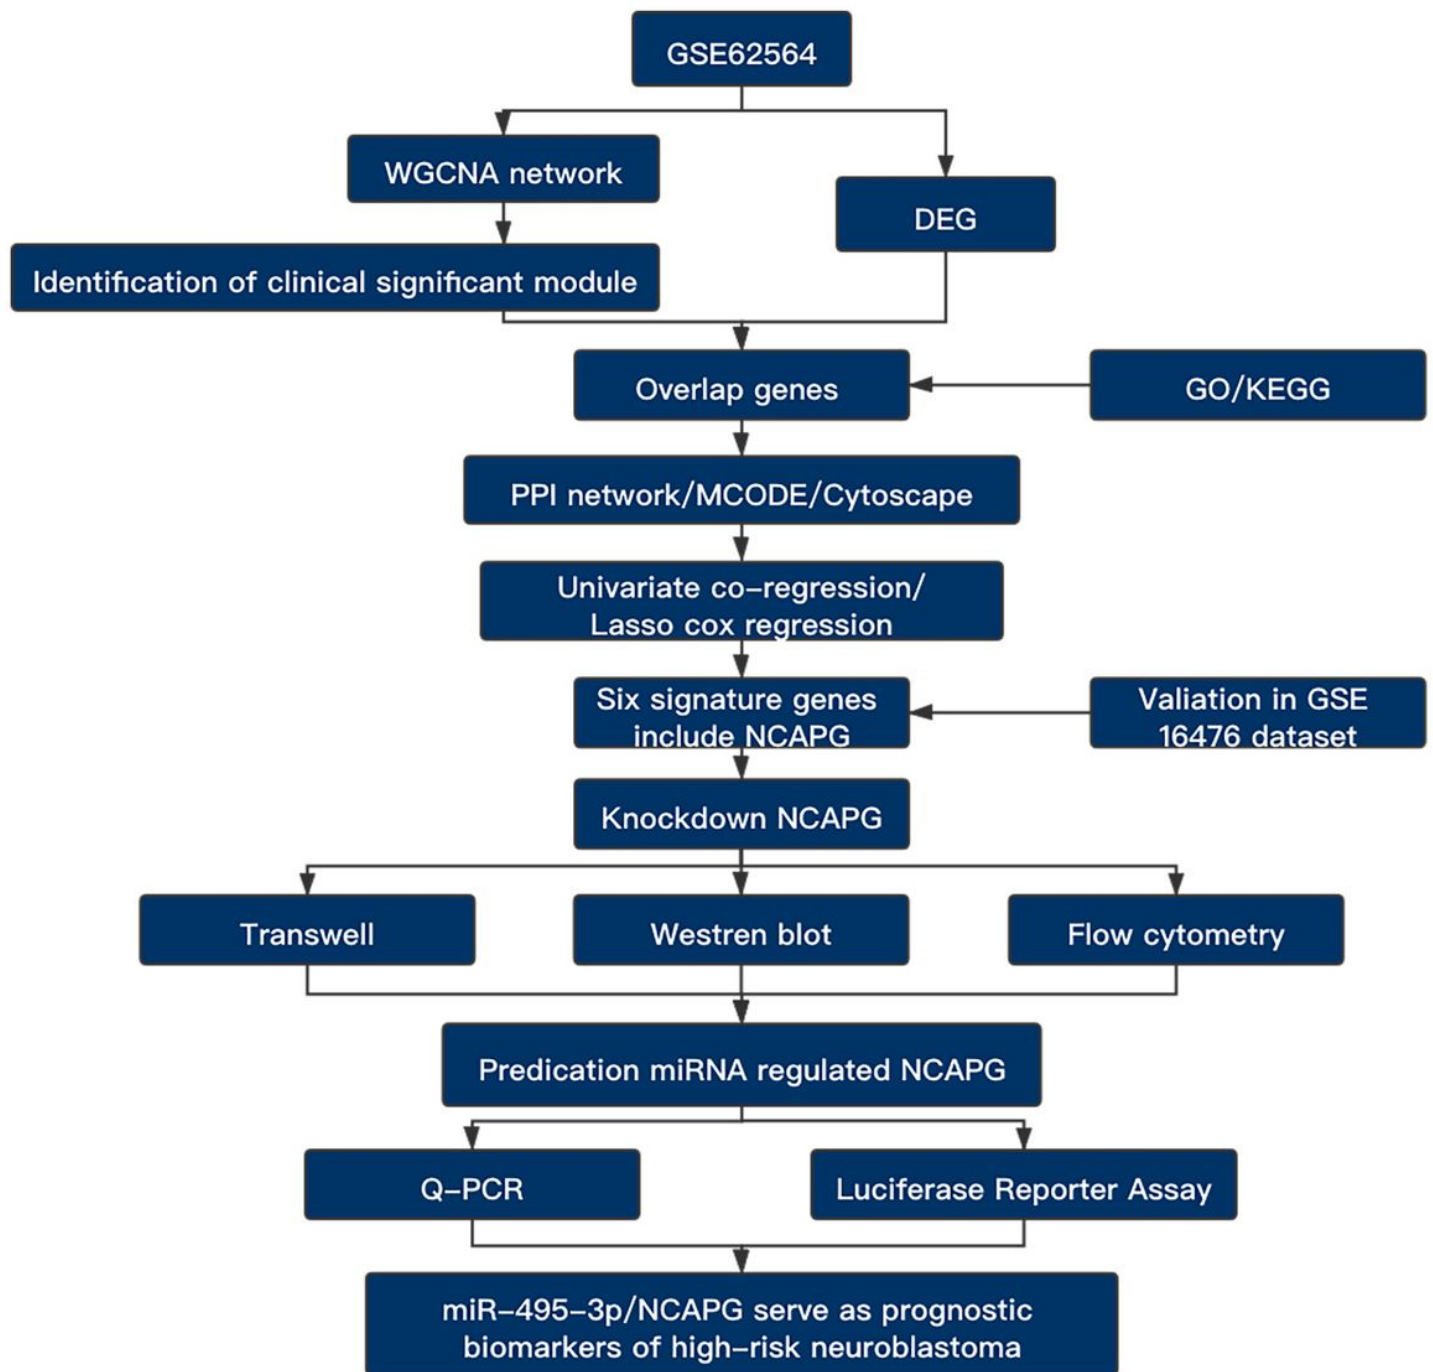 GSE62564
WGCNA network
DEG
Identification of clinical significant module
Overlap genes
GO/KEGG
PPI network/MCODE/Cytoscape
Univariate co–regression/
Lasso cox regression
Six signature genes
include NCAPG
Valiation in GSE
16476 dataset
Knockdown NCAPG
Transwell
Westren blot
Flow cytometry
Predication miRNA regulated NCAPG
Q–PCR
Luciferase Reporter Assay
miR–495–3p/NCAPG serve as prognostic
biomarkers of high–risk neuroblastoma